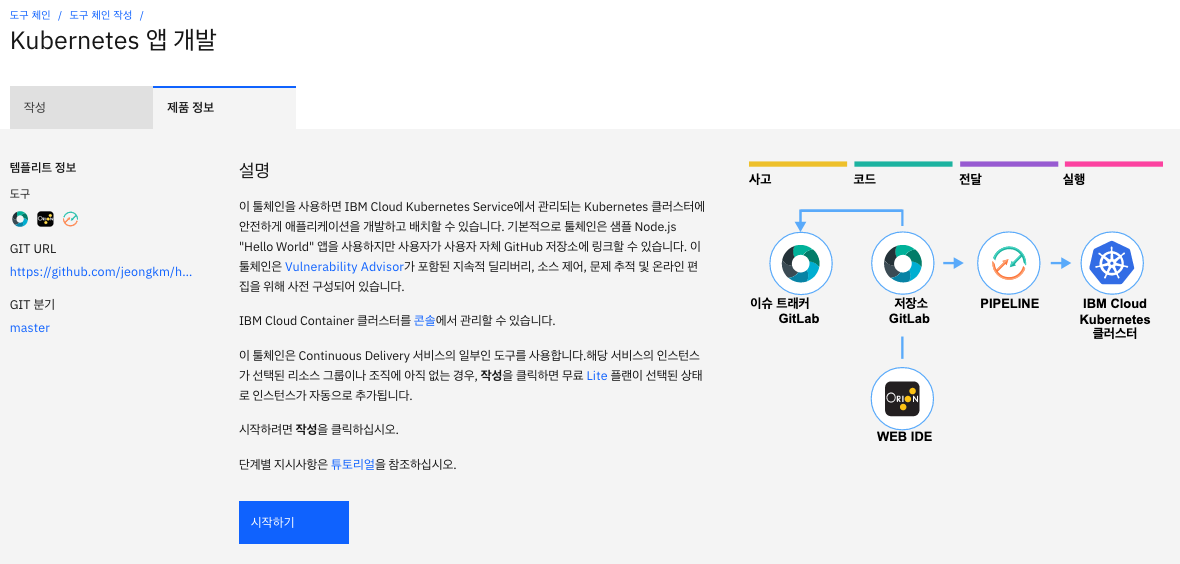 도구 체인 / 도구 체인 작성 /
Kubernetes 앱 개발
작성
제품 정보
템플리트 정보
도구
GIT URL
https://github.com/jeongkm/h...
GIT 분기
master
설명
이 툴체인을 사용하면 IBM Cloud Kubernetes Service에서 관리되는 Kubernetes 클러스터에
안전하게 애플리케이션을 개발하고 배치할 수 있습니다. 기본적으로 툴체인은 샘플 Node.js
"Hello World" 앱을 사용하지만 사용자가 사용자 자체 GitHub 저장소에 링크할 수 있습니다. 이
툴체인은 Vulnerability Advisor가 포함된 지속적 딜리버리, 소스 제어, 문제 추적 및 온라인 편
집을 위해 사전 구성되어 있습니다.
IBM Cloud Container 클러스터를 콘솔에서 관리할 수 있습니다.
이 툴체인은 Continuous Delivery 서비스의 일부인 도구를 사용합니다.해당 서비스의 인스턴스
가 선택된 리소스 그룹이나 조직에 아직 없는 경우, 작성을 클릭하면 무료 Lite 플랜이 선택된 상태
로 인스턴스가 자동으로 추가됩니다.
시작하려면 작성을 클릭하십시오.
단계별 지시사항은 튜토리얼을 참조하십시오.
시작하기
사고
코드
전달
실행
이슈 트래커
GitLab
저장소
GitLab
PIPELINE
IBM Cloud
Kubernetes
클러스터
ORION
WEB IDE